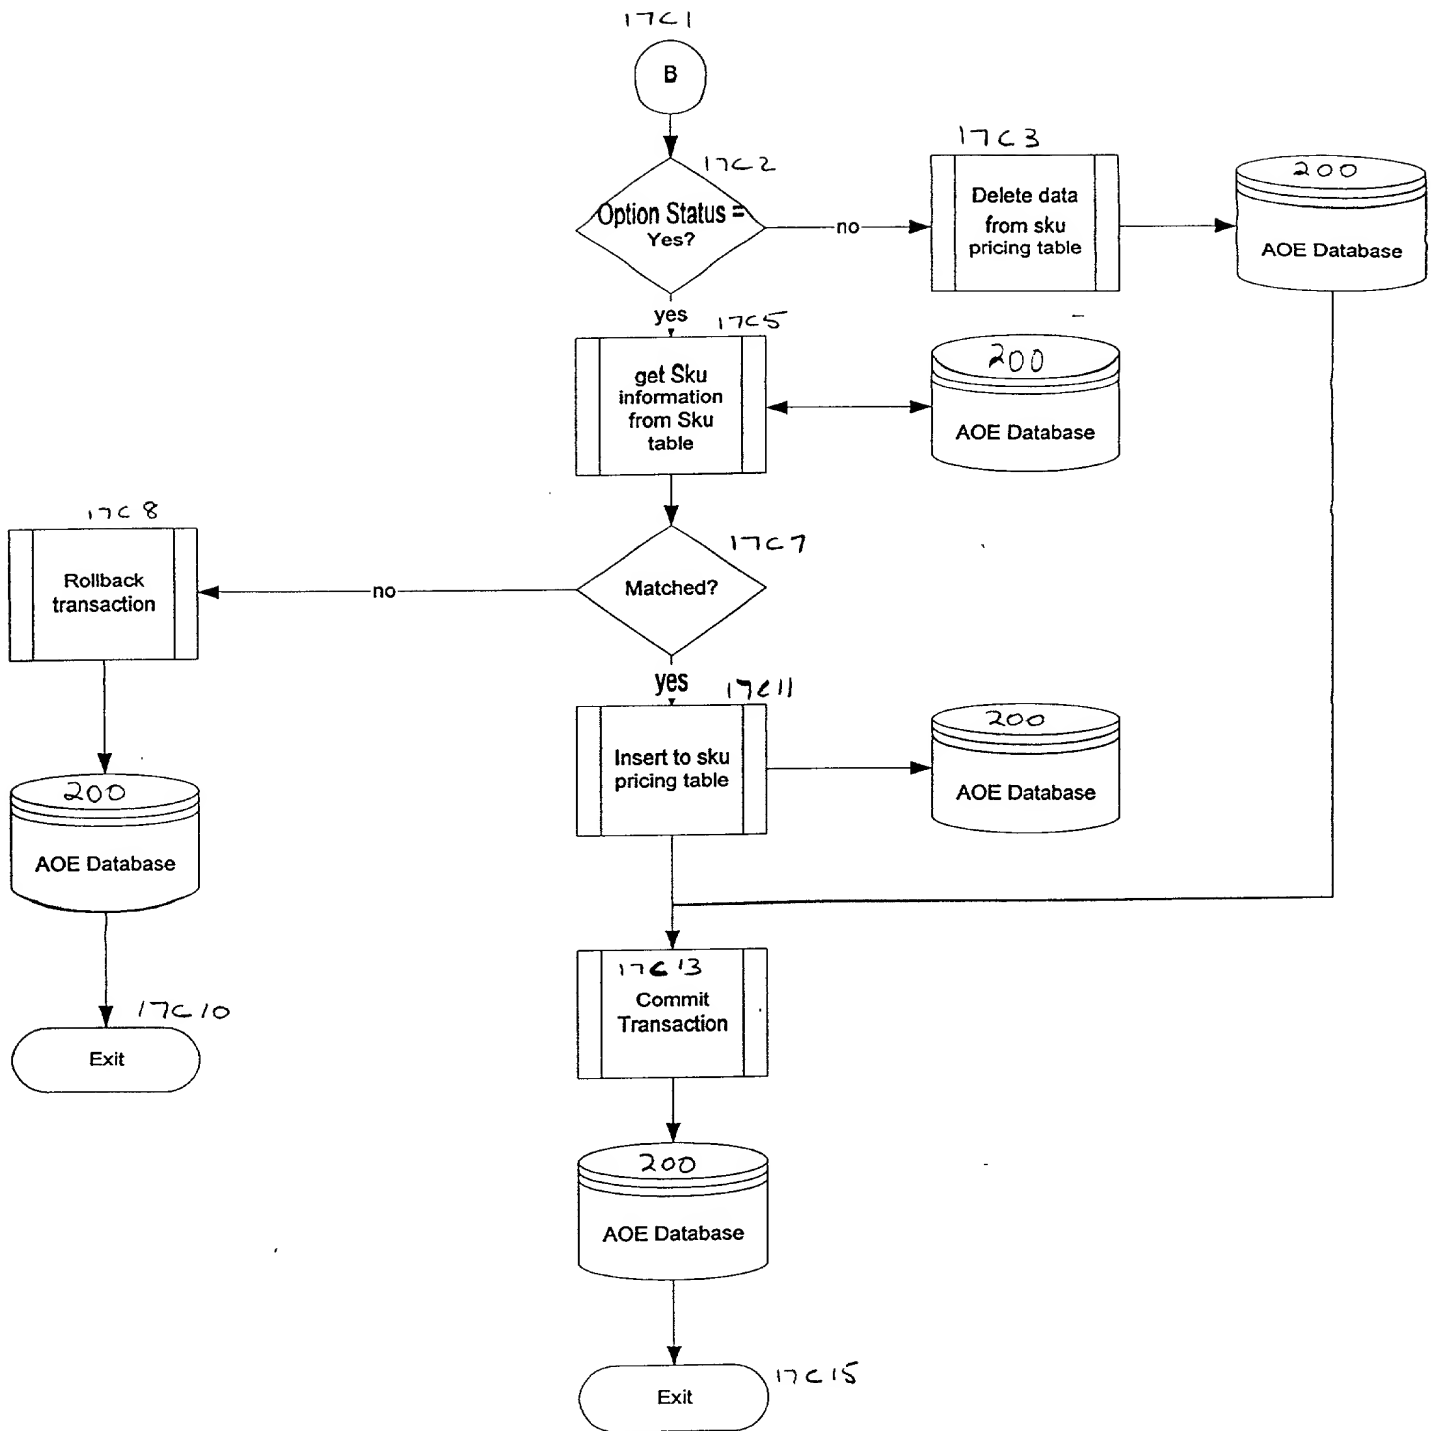 17C1
B
17C2
Option Status =
Yes?
no
17C3
Delete data
from sku
pricing table
200
AOE Database
yes
17C5
get Sku
information
from Sku
table
200
AOE Database
17C7
Matched?
no
17C8
Rollback
transaction
200
AOE Database
17C10
Exit
yes
17C11
Insert to sku
pricing table
200
AOE Database
17C13
Commit
Transaction
200
AOE Database
17C15
Exit